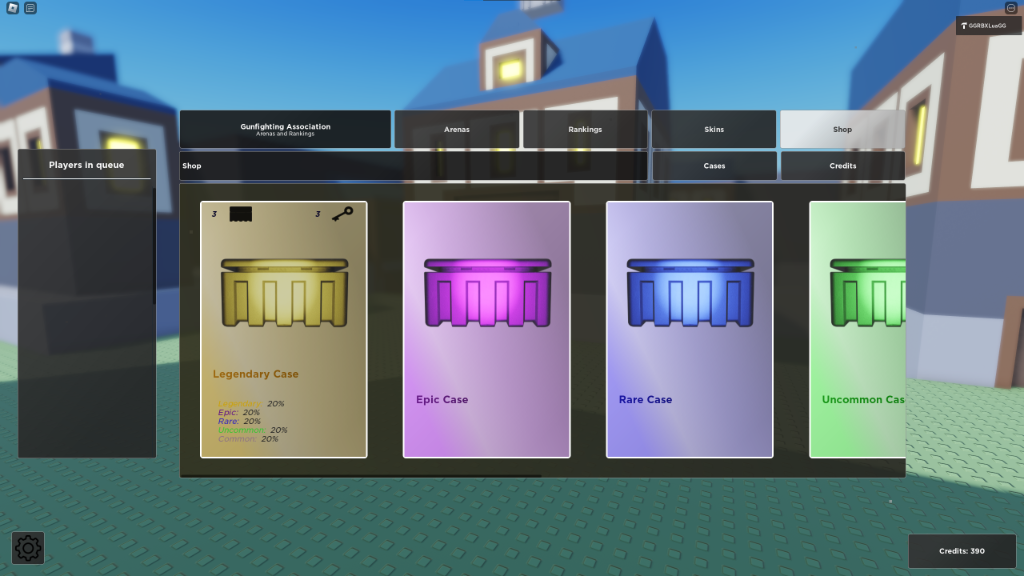 GGRBXLuuGG
Gunfighting Association
Arenas and Rankings
Arenas
Rankings
Skins
Shop
Players in queue
Shop
Cases
Credits
3
3
Legendary Case
Legendary: 20%
Epic: 20%
Rare: 20%
Uncommon: 20%
Common: 20%
Epic Case
Rare Case
Uncommon Cas
Credits: 390